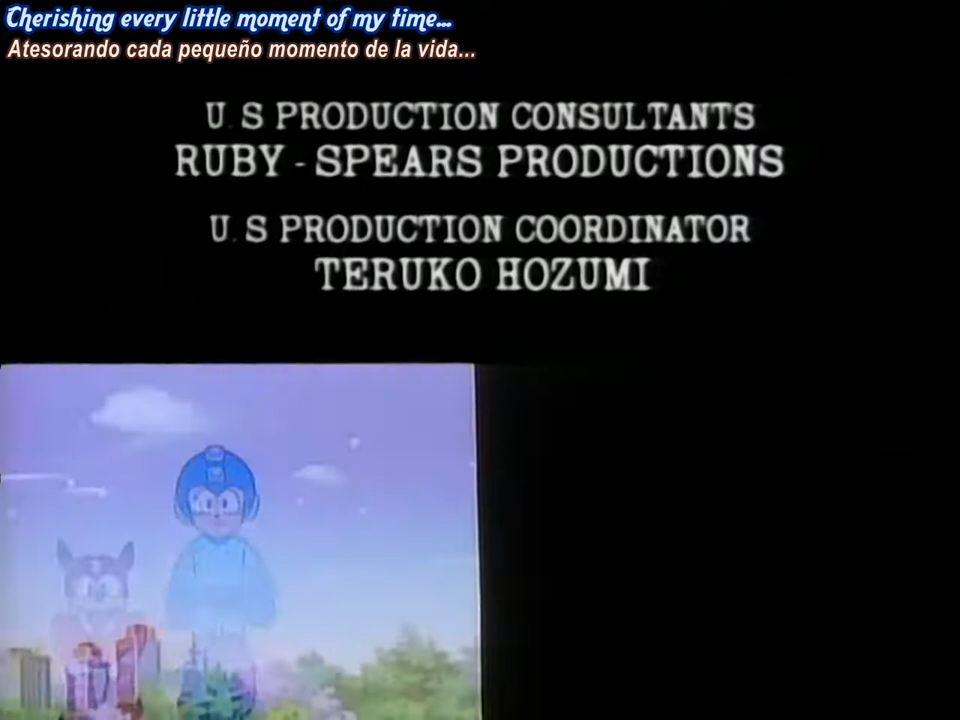 Cherishing every little moment of my time...
Atesorando cada pequeño momento de la vida...
U.S PRODUCTION CONSULTANTS
RUBY-SPEARS PRODUCTIONS
U.S PRODUCTION COORDINATOR
TERUKO HOZUMI